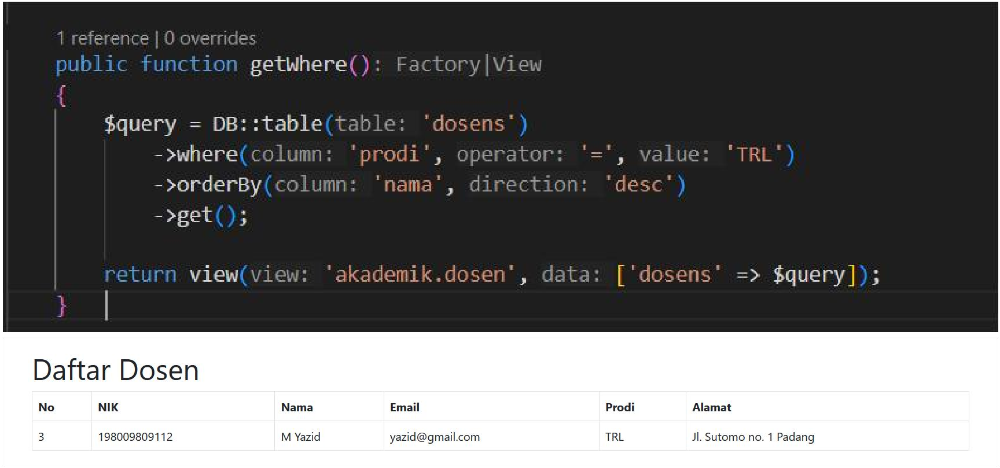 1 reference | 0 overrides
public function getWhere(): Factory|View
{
$query = DB::table(table: 'dosens')
->where(column: 'prodi', operator: '=', value: 'TRL')
->orderBy(column: 'nama', direction: 'desc')
->get();
return view(view: 'akademik.dosen', data: ['dosens' => $query]);
}
Daftar Dosen
No NIK Nama Email Prodi Alamat
3 198009809112 M Yazid yazid@gmail.com TRL Jl. Sutomo no. 1 Padang